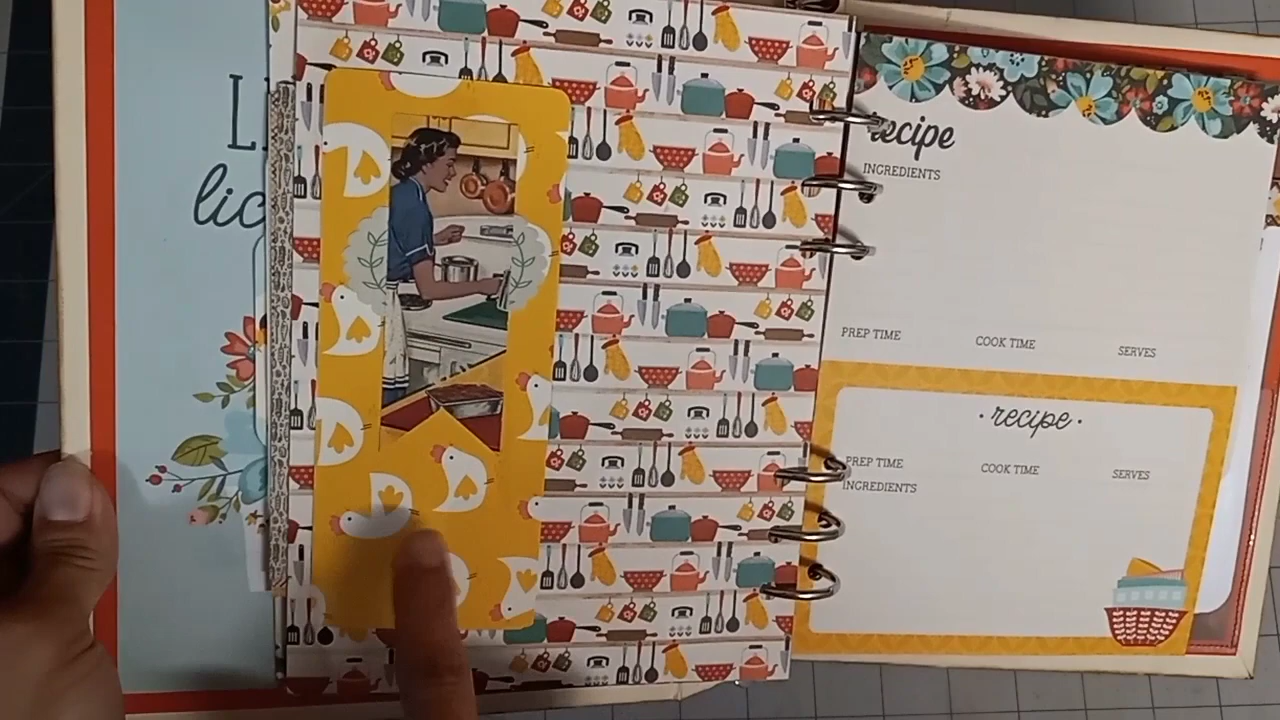 recipe
INGREDIENTS
PREP TIME COOK TIME SERVES
• recipe •
PREP TIME COOK TIME SERVES
INGREDIENTS